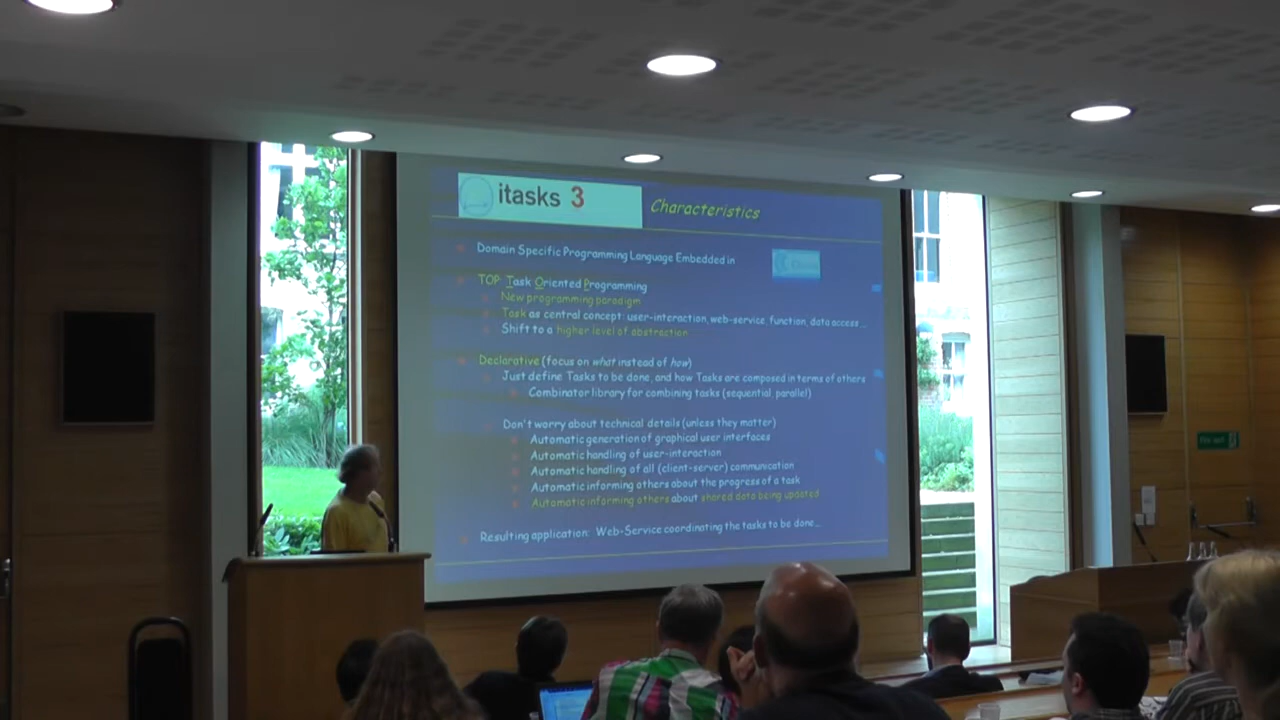 itasks 3
Characteristics
Domain Specific Programming Language Embedded in
TOP Task Oriented Programming
New programming paradigm
Task as central concept: user-interaction, web-service, function, data access...
Shift to a higher level of abstraction
Declarative (focus on what instead of how)
Just define Tasks to be done, and how Tasks are composed in terms of others
Combinator library for combining tasks (sequential, parallel)
Don't worry about technical details (unless they matter)
Automatic generation of graphical user interfaces
Automatic handling of user-interaction
Automatic handling of all (client-server) communication
Automatic informing others about the progress of a task
Automatic informing others about shared data being updated
Resulting application: Web-Service coordinating the tasks to be done...